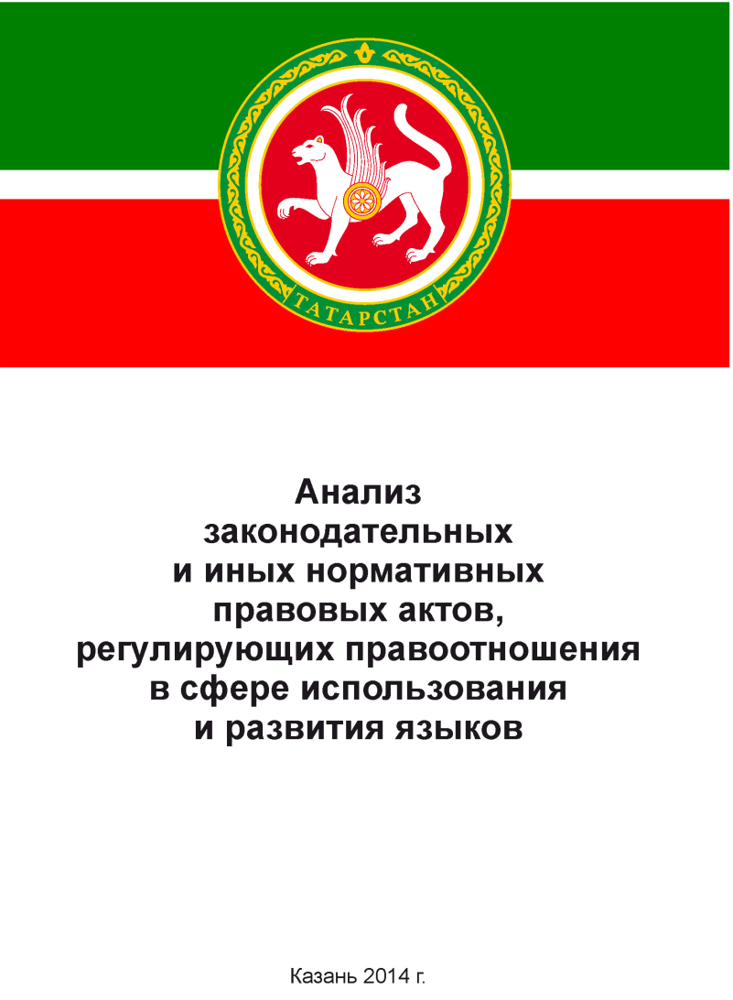 ТАТАРСТАН
Анализ
законодательных
и иных нормативных
правовых актов,
регулирующих правоотношения
в сфере использования
и развития языков
Казань 2014 г.